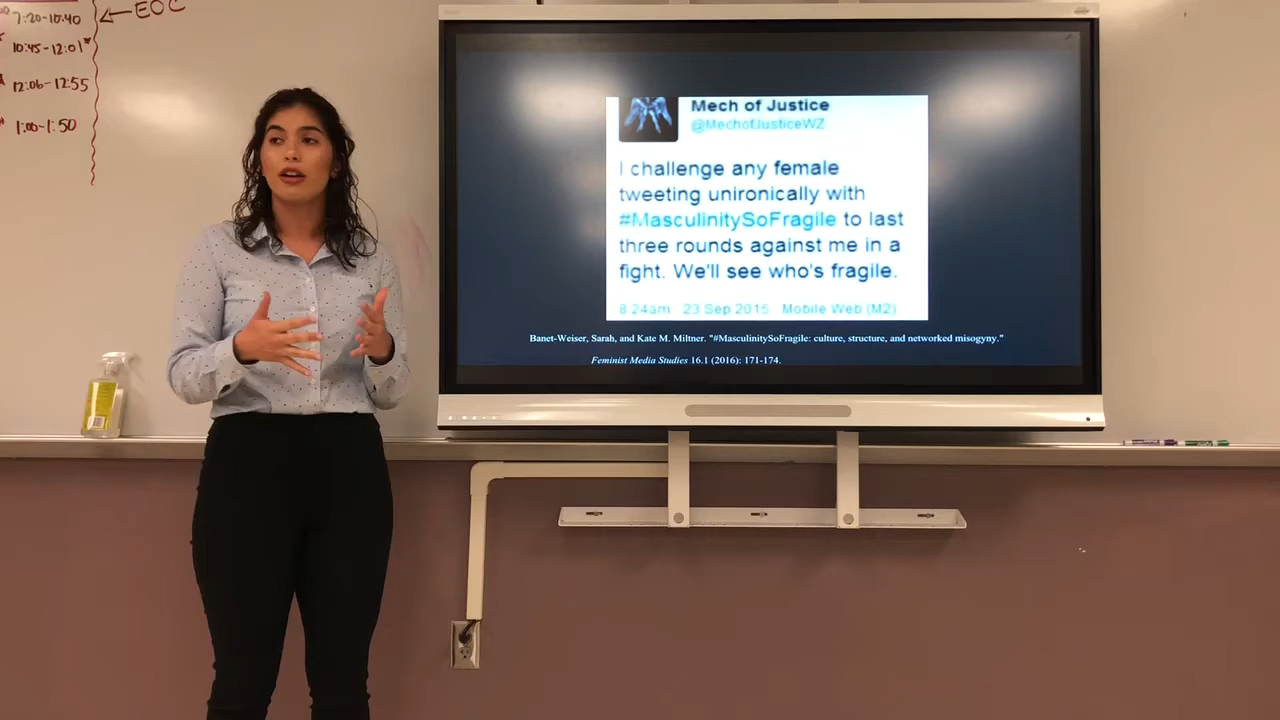 7:20-10:40
← EOC
10:45-12:01*
12:06-12:55
1:00-1:50
Mech of Justice
@MechofJusticeWZ
I challenge any female
tweeting unironically with
#MasculinitySoFragile to last
three rounds against me in a
fight. We'll see who's fragile.
8:24am 23 Sep 2015 Mobile Web (M2)
Banet-Weiser, Sarah, and Kate M. Miltner. "#MasculinitySoFragile: culture, structure, and networked misogyny."
Feminist Media Studies 16.1 (2016): 171-174.